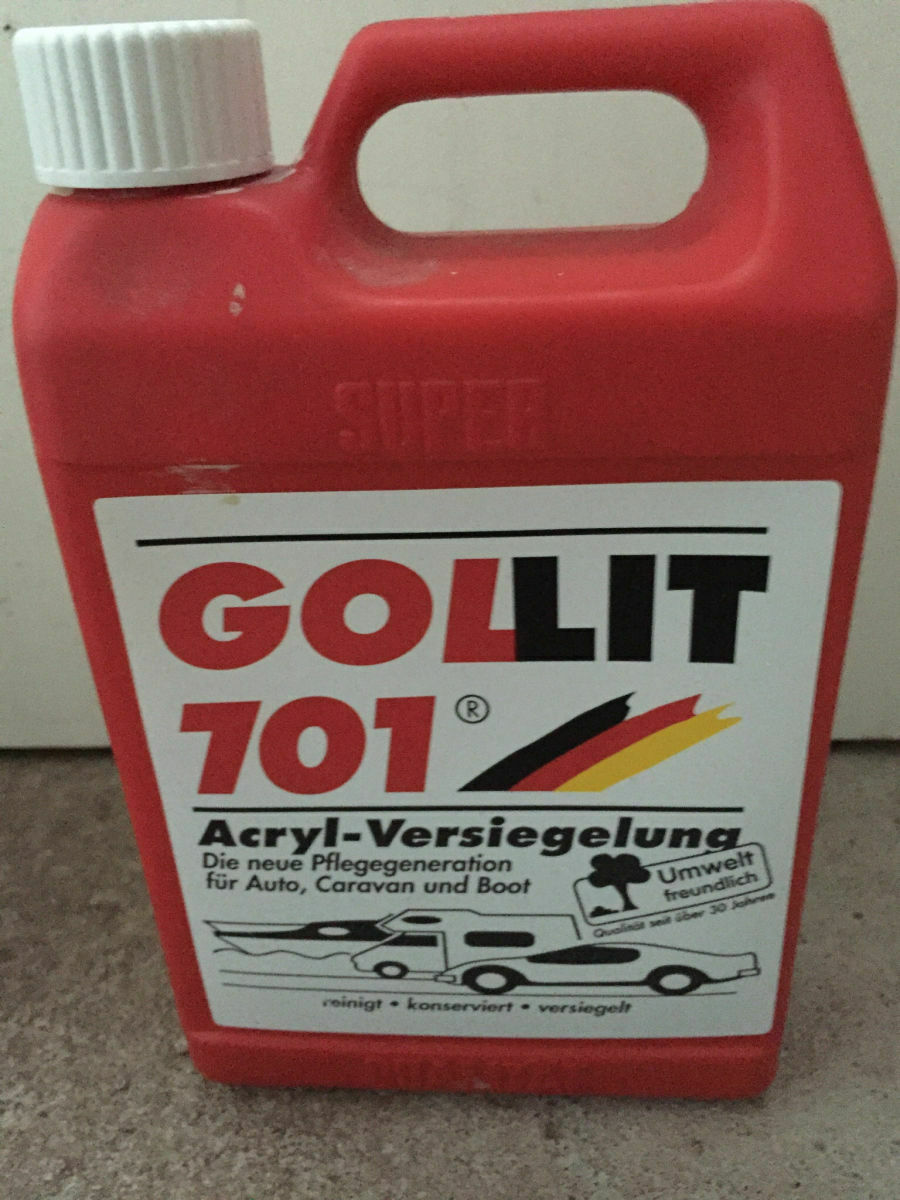 SUPER
GOLLIT
701®
Acryl-Versiegelung
Die neue Pflegegeneration
für Auto, Caravan und Boot
Umwelt
freundlich
Qualität seit über 30 Jahren
reinigt • konserviert • versiegelt